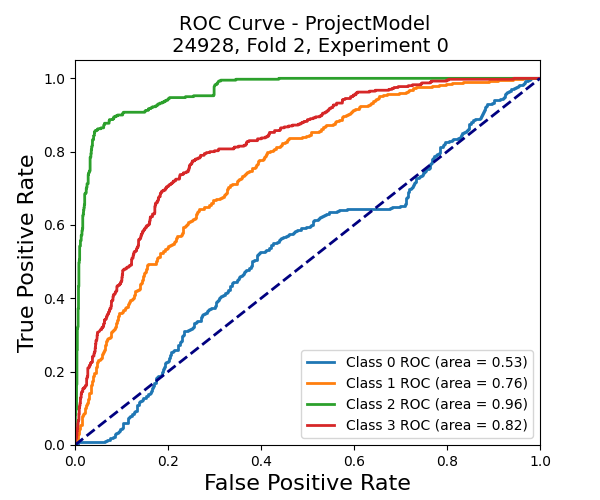 ROC Curve - ProjectModel
24928, Fold 2, Experiment 0
True Positive Rate
1.0
0.8
0.6
0.4
0.2
0.0
0.0 0.2 0.4 0.6 0.8 1.0
False Positive Rate
Class 0 ROC (area = 0.53)
Class 1 ROC (area = 0.76)
Class 2 ROC (area = 0.96)
Class 3 ROC (area = 0.82)